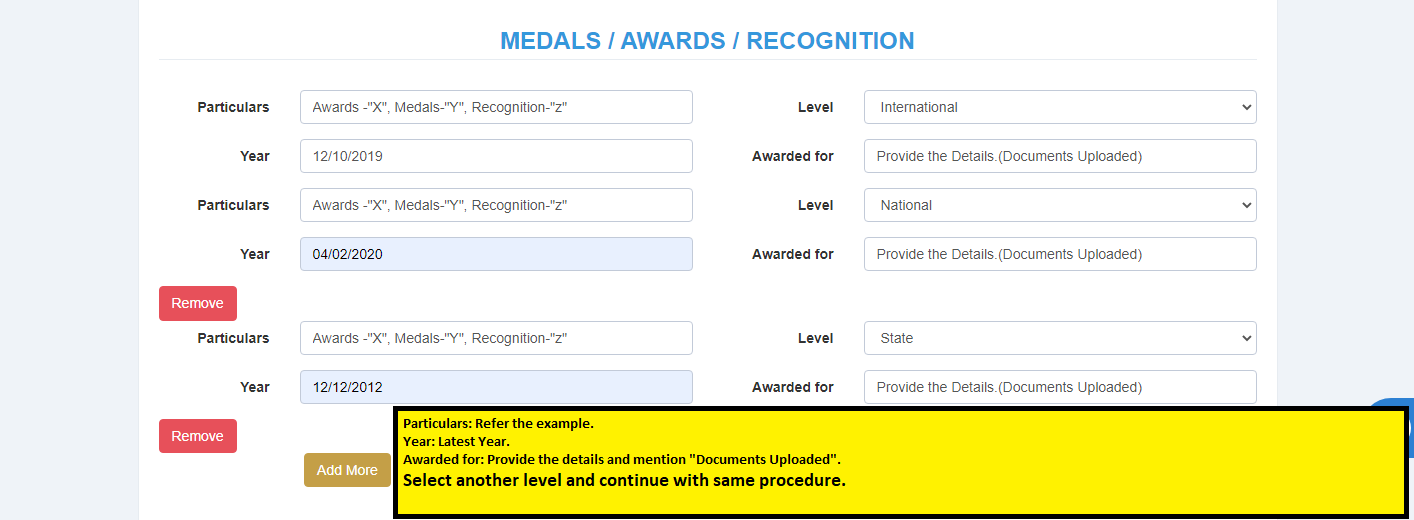 MEDALS / AWARDS / RECOGNITION
Particulars Awards -"X", Medals-"Y", Recognition-"z" Level International
Year 12/10/2019 Awarded for Provide the Details.(Documents Uploaded)
Particulars Awards -"X", Medals-"Y", Recognition-"z" Level National
Year 04/02/2020 Awarded for Provide the Details.(Documents Uploaded)
Remove
Particulars Awards -"X", Medals-"Y", Recognition-"z" Level State
Year 12/12/2012 Awarded for Provide the Details.(Documents Uploaded)
Remove
Add More
Particulars: Refer the example.
Year: Latest Year.
Awarded for: Provide the details and mention "Documents Uploaded".
Select another level and continue with same procedure.